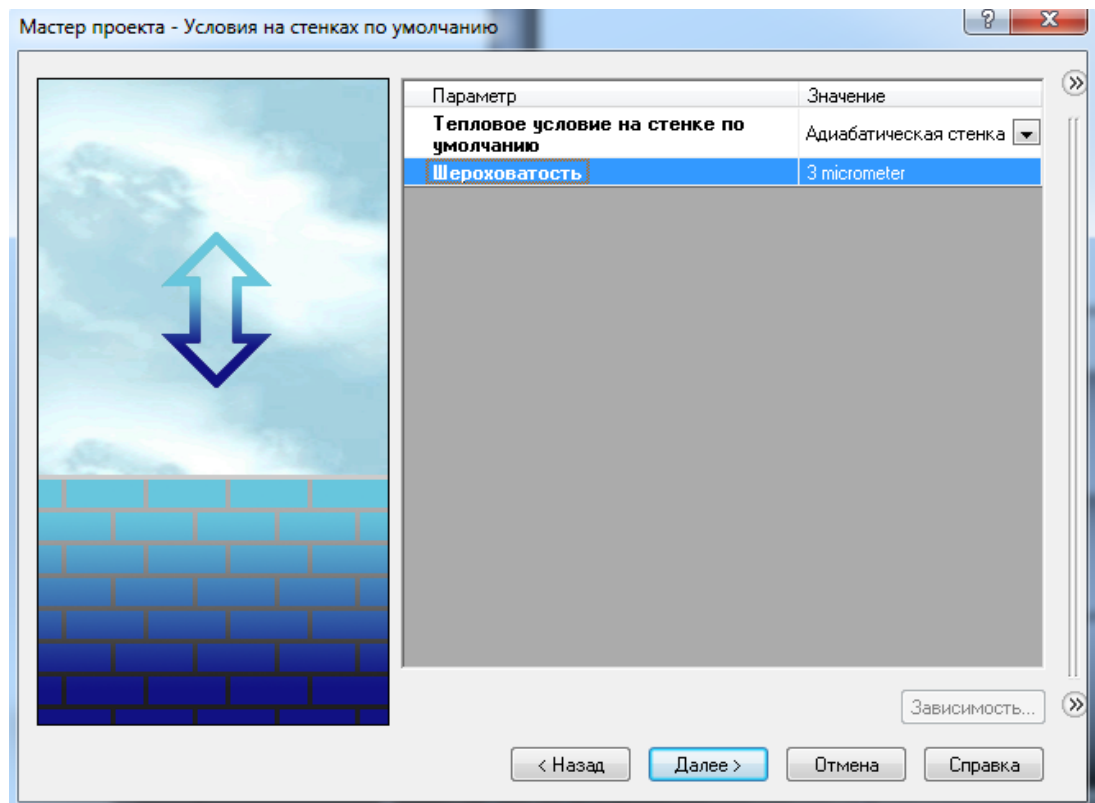 Мастер проекта - Условия на стенках по умолчанию
Параметр Значение
Тепловое условие на стенке по
умолчанию
Адиабатическая стенка
Шероховатость 3 micrometer
Зависимость...
< Назад Далее > Отмена Справка